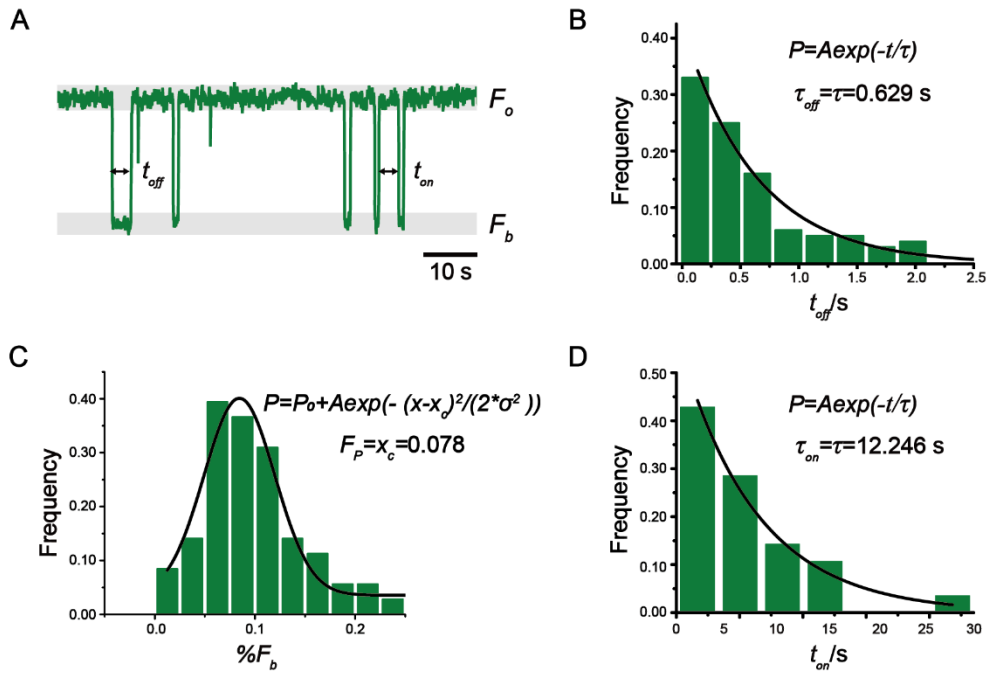 A
F_o
t_off
t_on
F_b
10 s
B
P=Aexp(-t/τ)
τ_off=τ=0.629 s
Frequency
0.40
0.30
0.20
0.10
0.00
0.0 0.5 1.0 1.5 2.0 2.5
t_off/s
C
P=P₀+Aexp(- (x-x_c)²/(2*σ² ))
F_P=x_c=0.078
Frequency
0.40
0.30
0.20
0.10
0.00
0.0 0.1 0.2
%F_b
D
P=Aexp(-t/τ)
τ_on=τ=12.246 s
Frequency
0.50
0.40
0.30
0.20
0.10
0.00
0 5 10 15 20 25 30
t_on/s